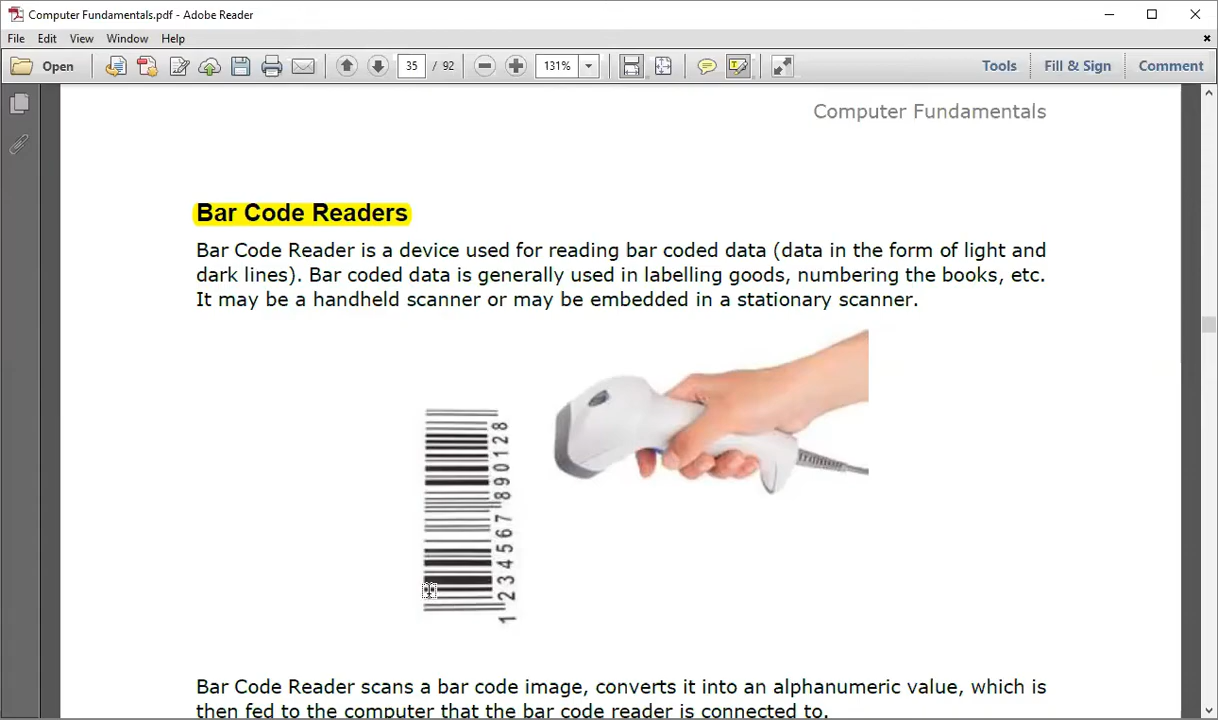 Computer Fundamentals.pdf - Adobe Reader
File Edit View Window Help
Open 35 / 92 131% Tools Fill & Sign Comment
Computer Fundamentals
Bar Code Readers
Bar Code Reader is a device used for reading bar coded data (data in the form of light and
dark lines). Bar coded data is generally used in labelling goods, numbering the books, etc.
It may be a handheld scanner or may be embedded in a stationary scanner.
1 234567 890128
Bar Code Reader scans a bar code image, converts it into an alphanumeric value, which is
then fed to the computer that the bar code reader is connected to.